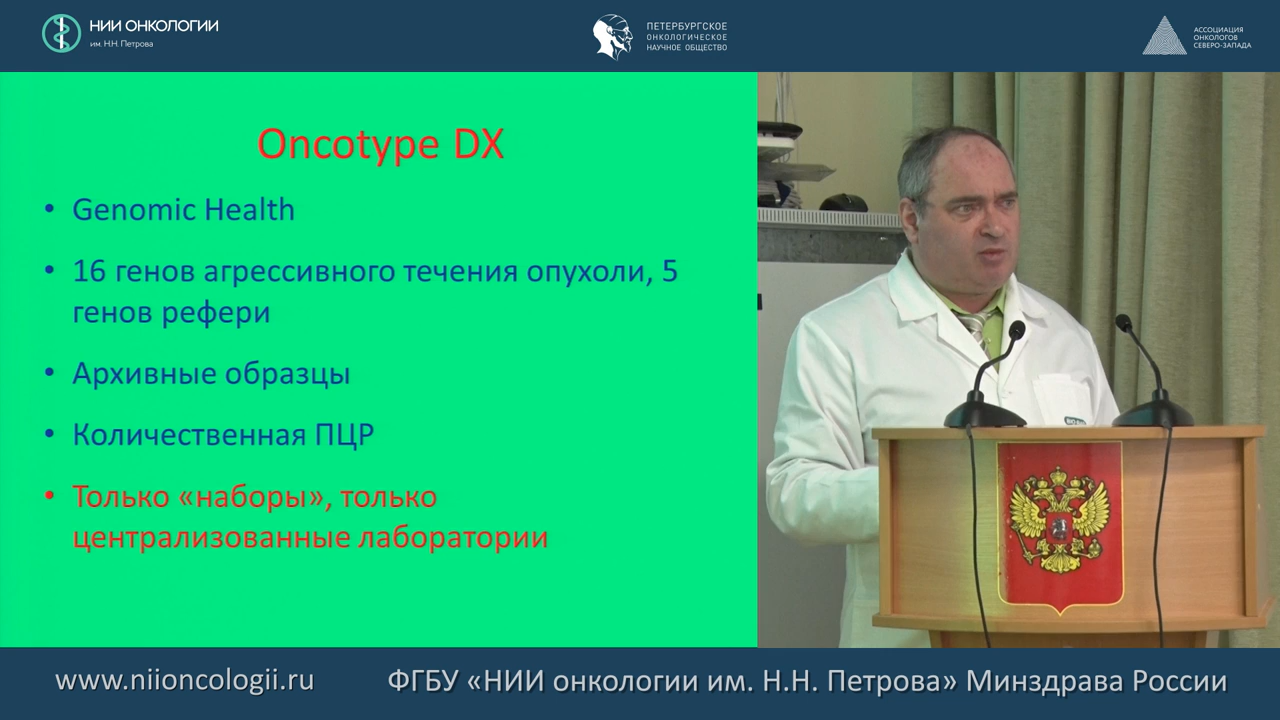 НИИ ОНКОЛОГИИ
им. Н.Н. Петрова
ПЕТЕРБУРГСКОЕ
ОНКОЛОГИЧЕСКОЕ
НАУЧНОЕ ОБЩЕСТВО
АССОЦИАЦИЯ
ОНКОЛОГОВ
СЕВЕРО-ЗАПАДА
Oncotype DX
• Genomic Health
• 16 генов агрессивного течения опухоли, 5
генов рефери
• Архивные образцы
• Количественная ПЦР
• Только «наборы», только
централизованные лаборатории
www.niioncologii.ru
ФГБУ «НИИ онкологии им. Н.Н. Петрова» Минздрава России